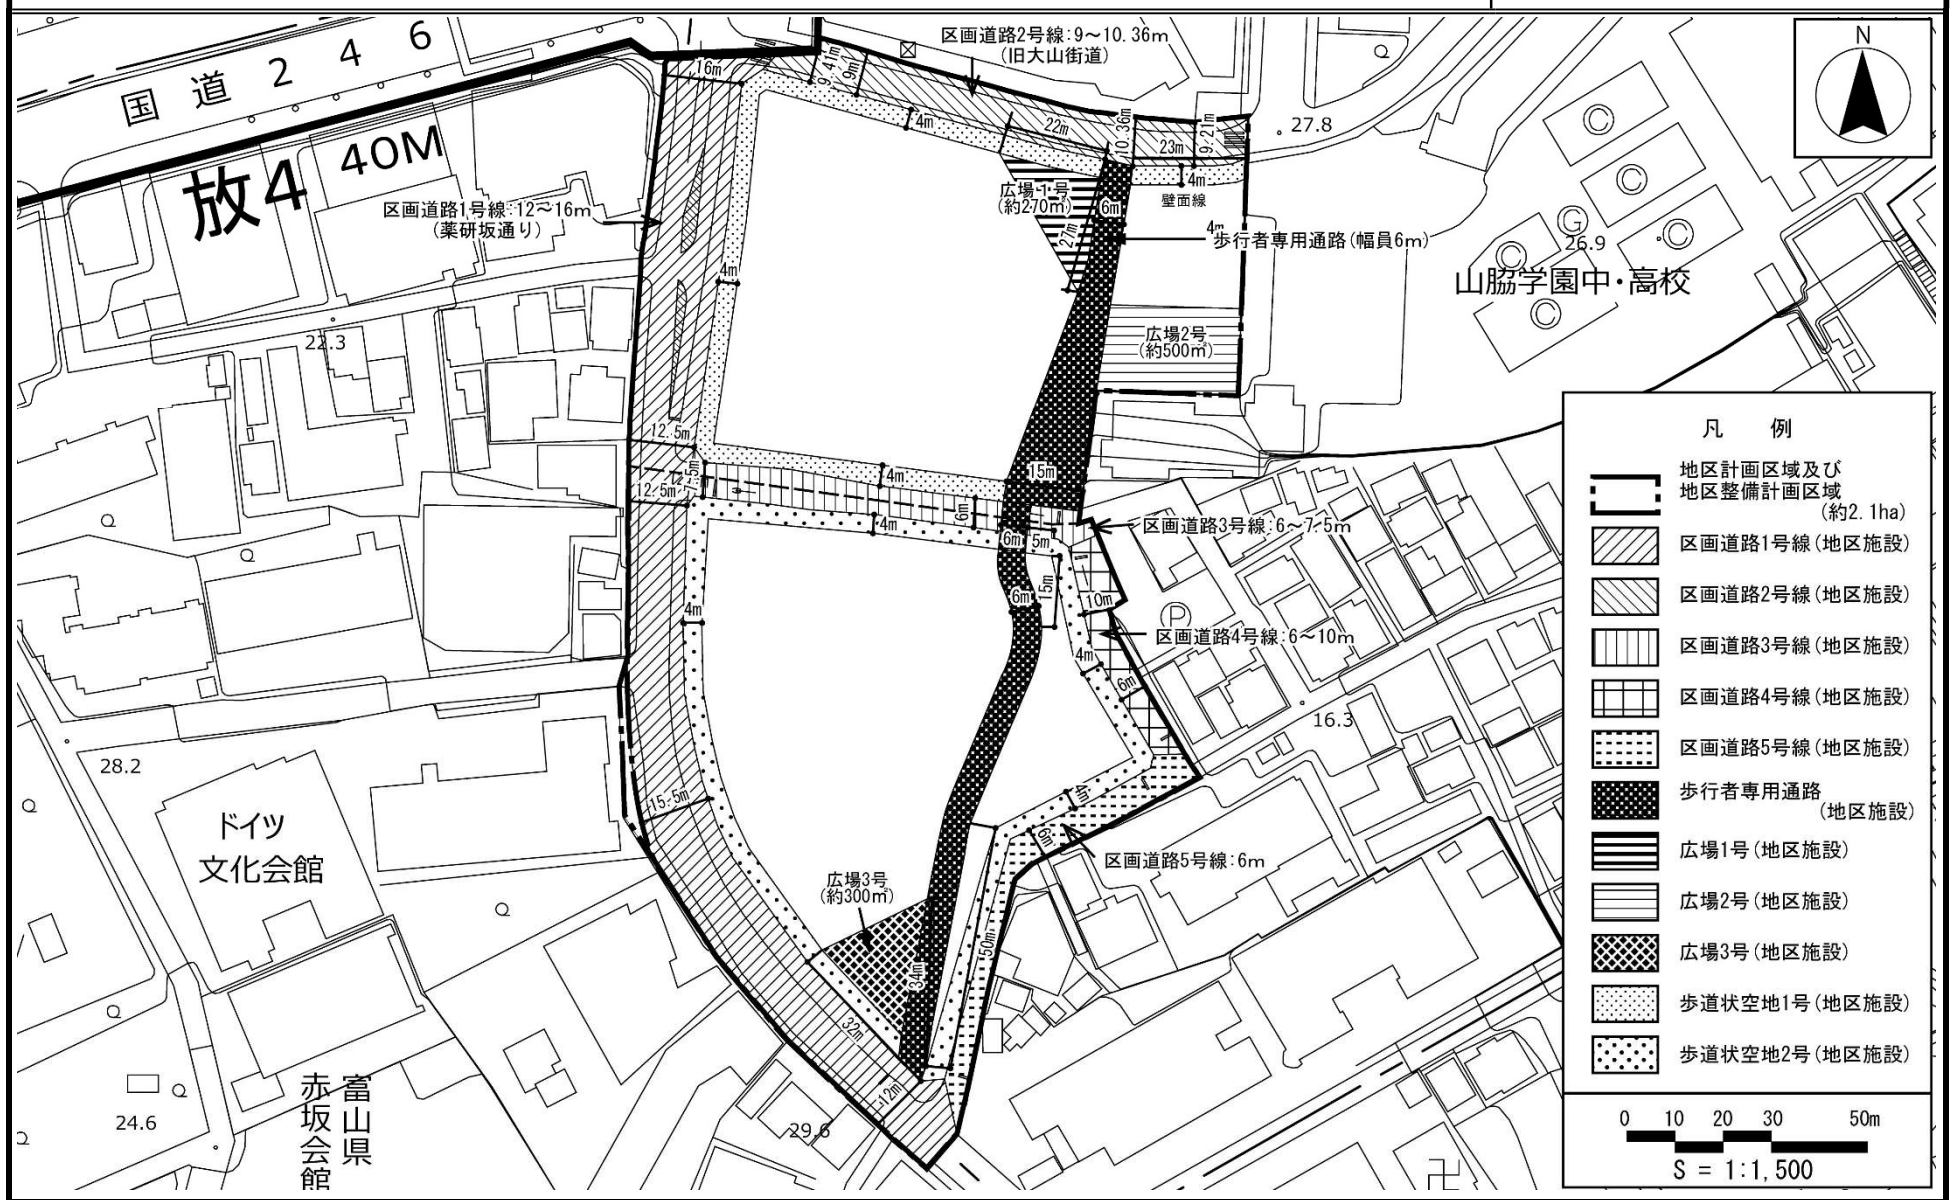 国道246
放4 40M
区画道路2号線:9～10.36m
(旧大山街道)
N
16m
9.41m
9m
4m
22m
10.36m
23m
9.21m
27.8
4m
壁面線
広場1号
(約270㎡)
6m
27m
4m
歩行者専用通路(幅員6m)
区画道路1号線:12～16m
(薬研坂通り)
4m
G
26.9
C
C
C
C
C
山脇学園中・高校
22.3
広場2号
(約500㎡)
12.5m
12.5m
4m
15m
4m
6m
6m
5m
区画道路3号線:6～7.5m
15m
6m
10m
P
4m
区画道路4号線:6～10m
4m
6m
16.3
28.2
15.5m
4m
6m
区画道路5号線:6m
ドイツ
文化会館
広場3号
(約300㎡)
50m
34m
32m
12m
24.6
29.6
富山県
赤坂会館
凡 例
地区計画区域及び
地区整備計画区域
(約2.1ha)
区画道路1号線(地区施設)
区画道路2号線(地区施設)
区画道路3号線(地区施設)
区画道路4号線(地区施設)
区画道路5号線(地区施設)
歩行者専用通路
(地区施設)
広場1号(地区施設)
広場2号(地区施設)
広場3号(地区施設)
歩道状空地1号(地区施設)
歩道状空地2号(地区施設)
0 10 20 30 50m
S = 1:1,500